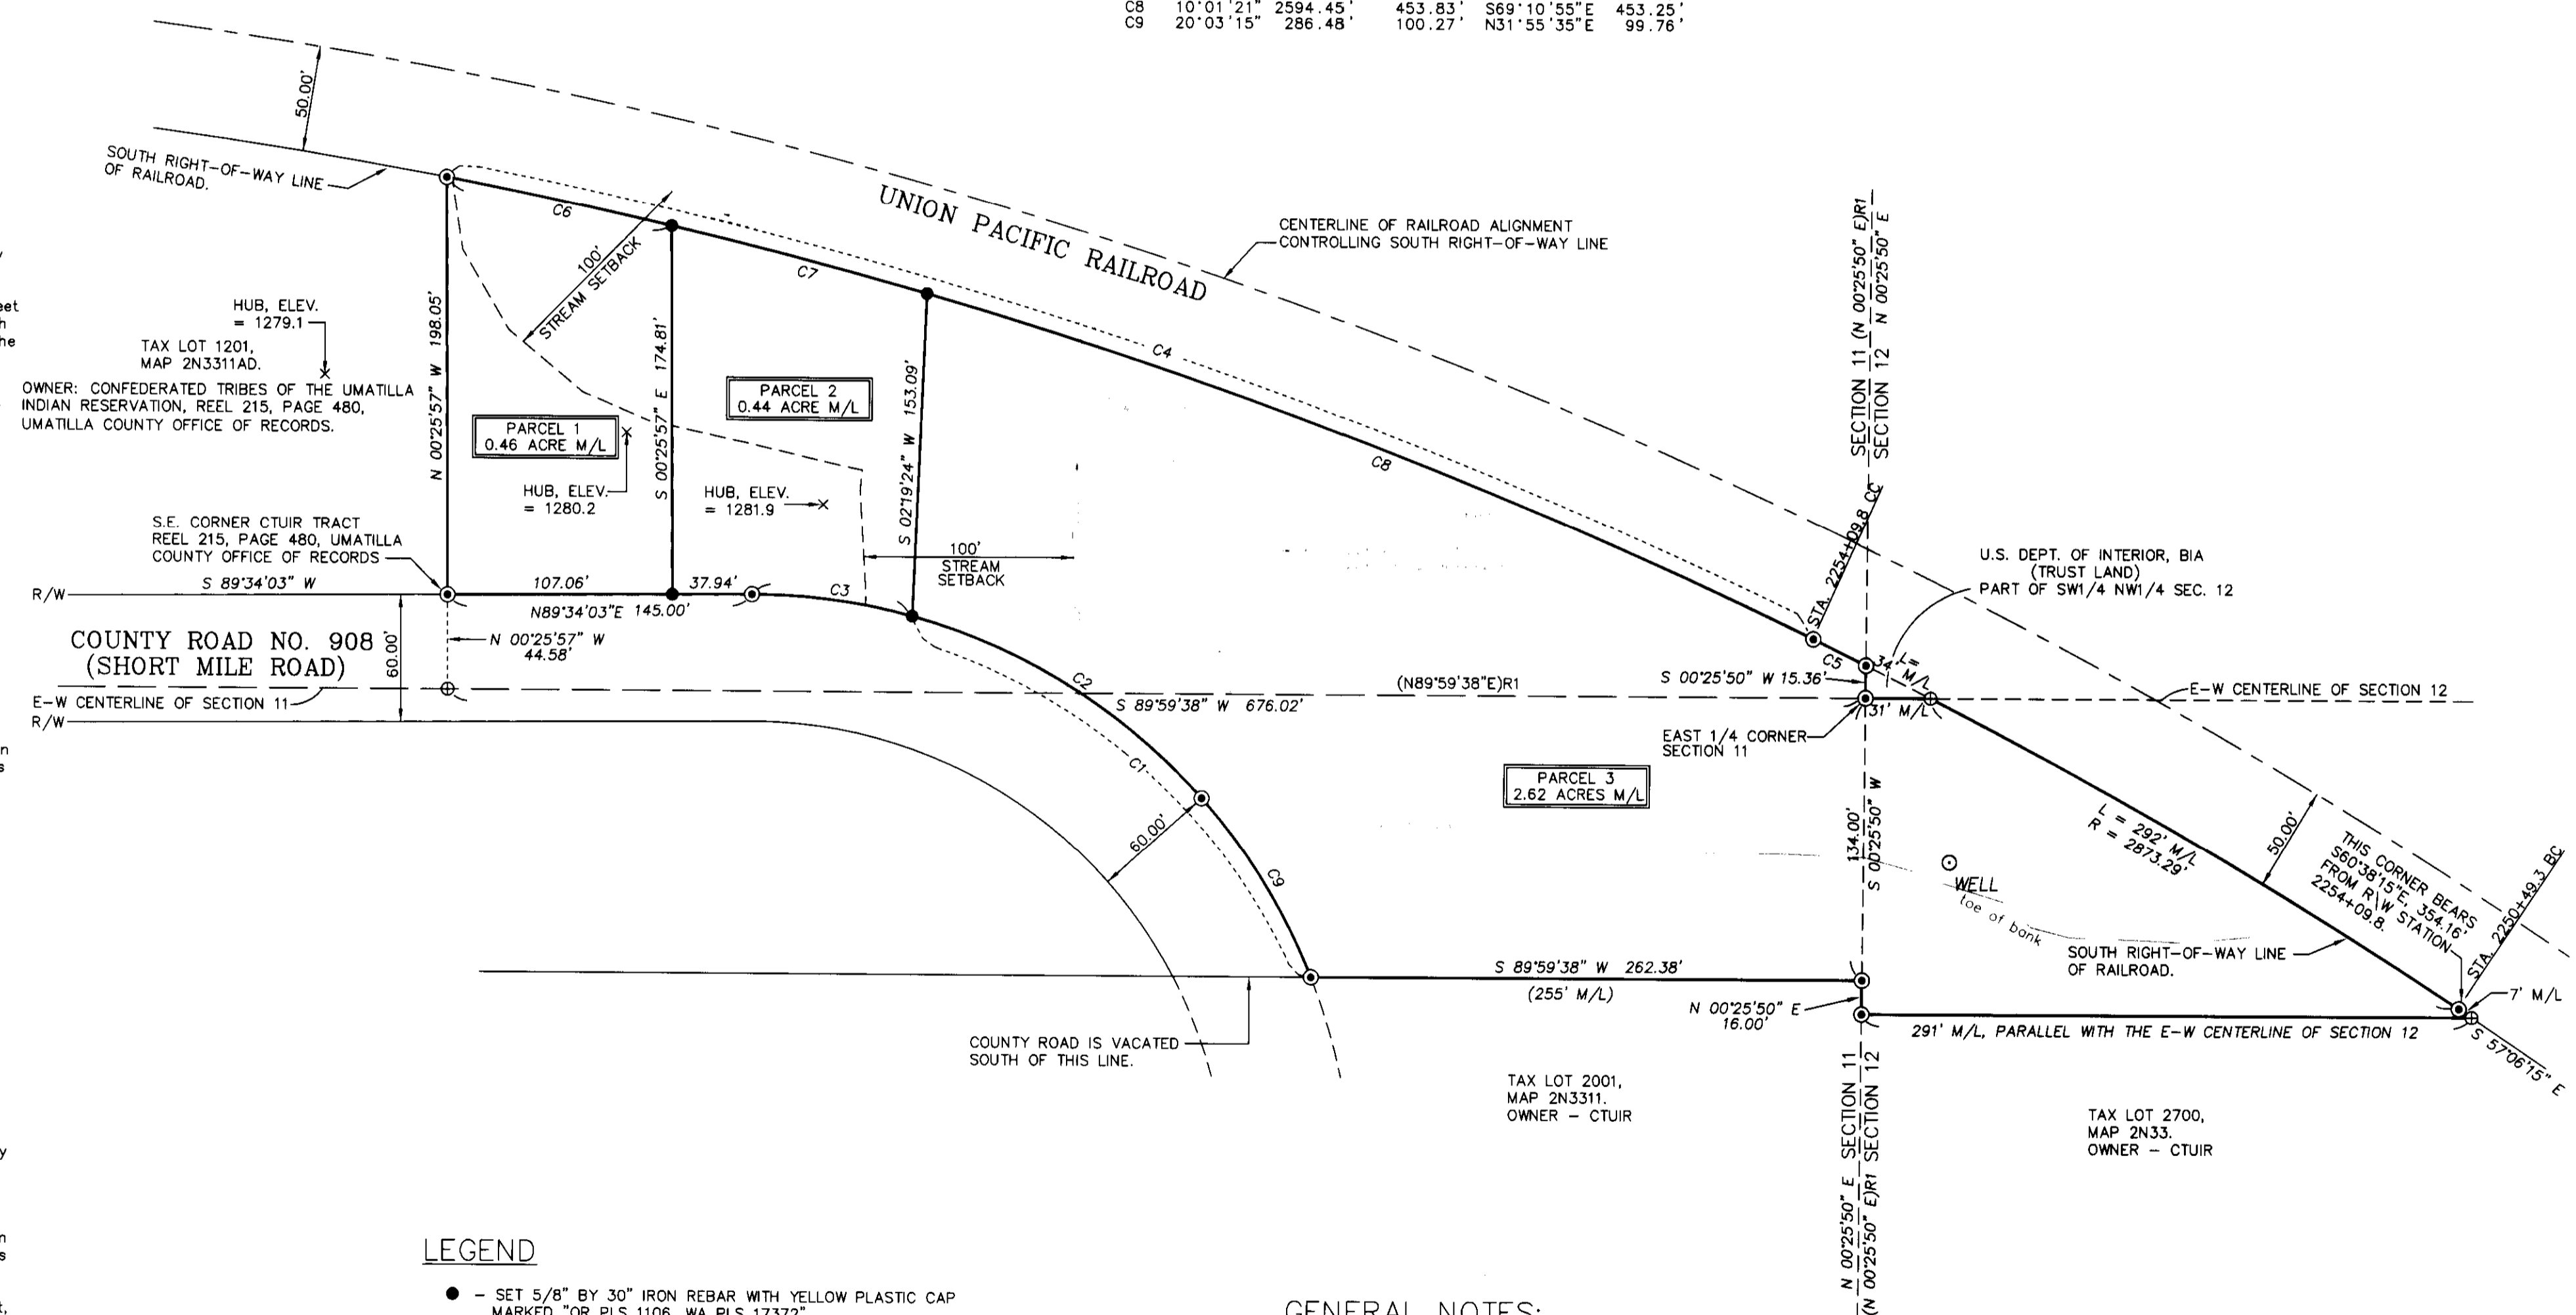 C8 10°01'21" 2594.45' 453.83' S69°10'55"E 453.25'
C9 20°03'15" 286.48' 100.27' N31°55'35"E 99.76'
50.00'
SOUTH RIGHT-OF-WAY LINE
OF RAILROAD.
C6
100'
STREAM SETBACK
C7
UNION PACIFIC RAILROAD
CENTERLINE OF RAILROAD ALIGNMENT
CONTROLLING SOUTH RIGHT-OF-WAY LINE
SECTION 11 (N 00°25'50" E)R1
SECTION 12 N 00°25'50" E
eet
h
he
HUB, ELEV.
= 1279.1
TAX LOT 1201,
MAP 2N3311AD.
OWNER: CONFEDERATED TRIBES OF THE UMATILLA
INDIAN RESERVATION, REEL 215, PAGE 480,
UMATILLA COUNTY OFFICE OF RECORDS.
N 00°25'57" W 198.05'
S 00°25'57" E 174.81'
S 02°19'24" W 153.09'
C4
C8
PARCEL 1
0.46 ACRE M/L
PARCEL 2
0.44 ACRE M/L
HUB, ELEV.
= 1280.2
HUB, ELEV.
= 1281.9
100'
STREAM
SETBACK
S.E. CORNER CTUIR TRACT
REEL 215, PAGE 480, UMATILLA
COUNTY OFFICE OF RECORDS
R/W
S 89°34'03" W
107.06'
37.94'
C3
N89°34'03"E 145.00'
COUNTY ROAD NO. 908
(SHORT MILE ROAD)
60.00'
N 00°25'57" W
44.58'
E-W CENTERLINE OF SECTION 11
R/W
C2
S 89°59'38" W 676.02'
(N89°59'38"E)R1
STA. 2254+09.8 CC
C5
L=
34' M/L
U.S. DEPT. OF INTERIOR, BIA
(TRUST LAND)
PART OF SW1/4 NW1/4 SEC. 12
S 00°25'50" W 15.36'
31' M/L
E-W CENTERLINE OF SECTION 12
EAST 1/4 CORNER
SECTION 11
C1
60.00'
C9
PARCEL 3
2.62 ACRES M/L
134.00'
S 00°25'50" W
WELL
toe of bank
L = 292' M/L
R = 2873.29'
50.00'
THIS CORNER BEARS
S60°38'15"E, 354.16'
FROM R\W STATION
2254+09.8.
STA. 2250+49.3 BC
SOUTH RIGHT-OF-WAY LINE
OF RAILROAD.
7' M/L
S 57°06'15" E
S 89°59'38" W 262.38'
(255' M/L)
N 00°25'50" E
16.00'
291' M/L, PARALLEL WITH THE E-W CENTERLINE OF SECTION 12
COUNTY ROAD IS VACATED
SOUTH OF THIS LINE.
TAX LOT 2001,
MAP 2N3311.
OWNER - CTUIR
TAX LOT 2700,
MAP 2N33.
OWNER - CTUIR
N 00°25'50" E SECTION 11
(N 00°25'50" E)R1 SECTION 12
n
s
y
n
s
t,
LEGEND
● - SET 5/8" BY 30" IRON REBAR WITH YELLOW PLASTIC CAP
MARKED "OR PLS 1106, WA PLS 17372"
GENERAL NOTES: